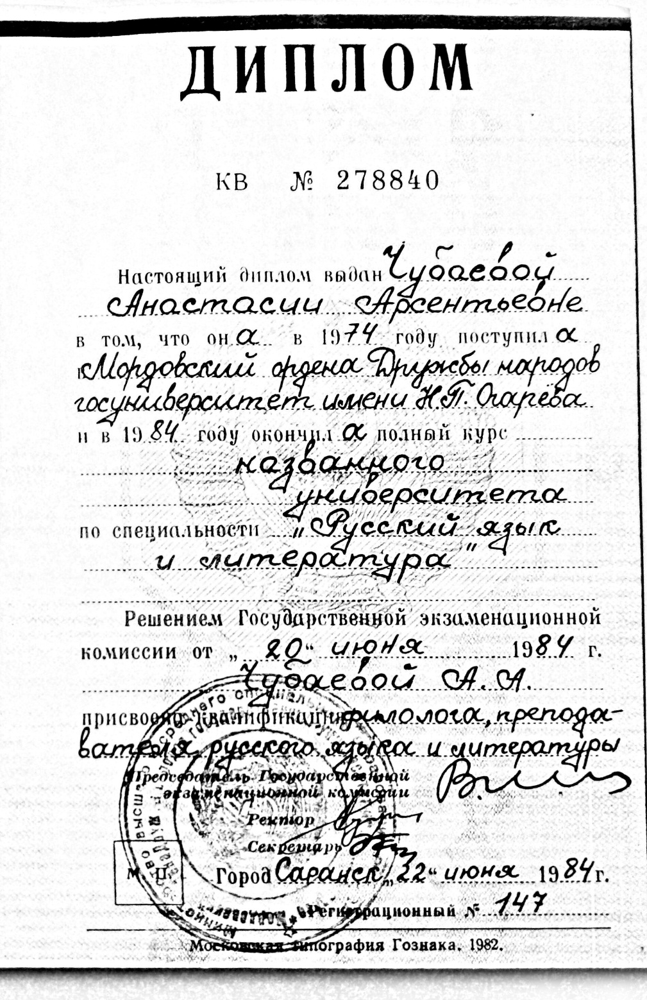 ДИПЛОМ
КВ № 278840
Настоящий диплом выдан Чубаевой
Анастасии Арсентьевне
в том, что она в 1974 году поступила
в Мордовский ордена Дружбы народов
госуниверситет имени Н.П. Огарёва
и в 1984 году окончила полный курс
названного
университета
по специальности „Русский язык
и литература"
Решением Государственной экзаменационной
комиссии от „20" июня 1984 г.
Чубаевой А. А.
присвоена квалификация филолога, препода-
вателя русского языка и литературы
Председатель Государственной
экзаменационной комиссии
Ректор
Секретарь
М. П.
Город Саранск „22" июня 1984 г.
Регистрационный № 147
Московская типография Гознака. 1982.